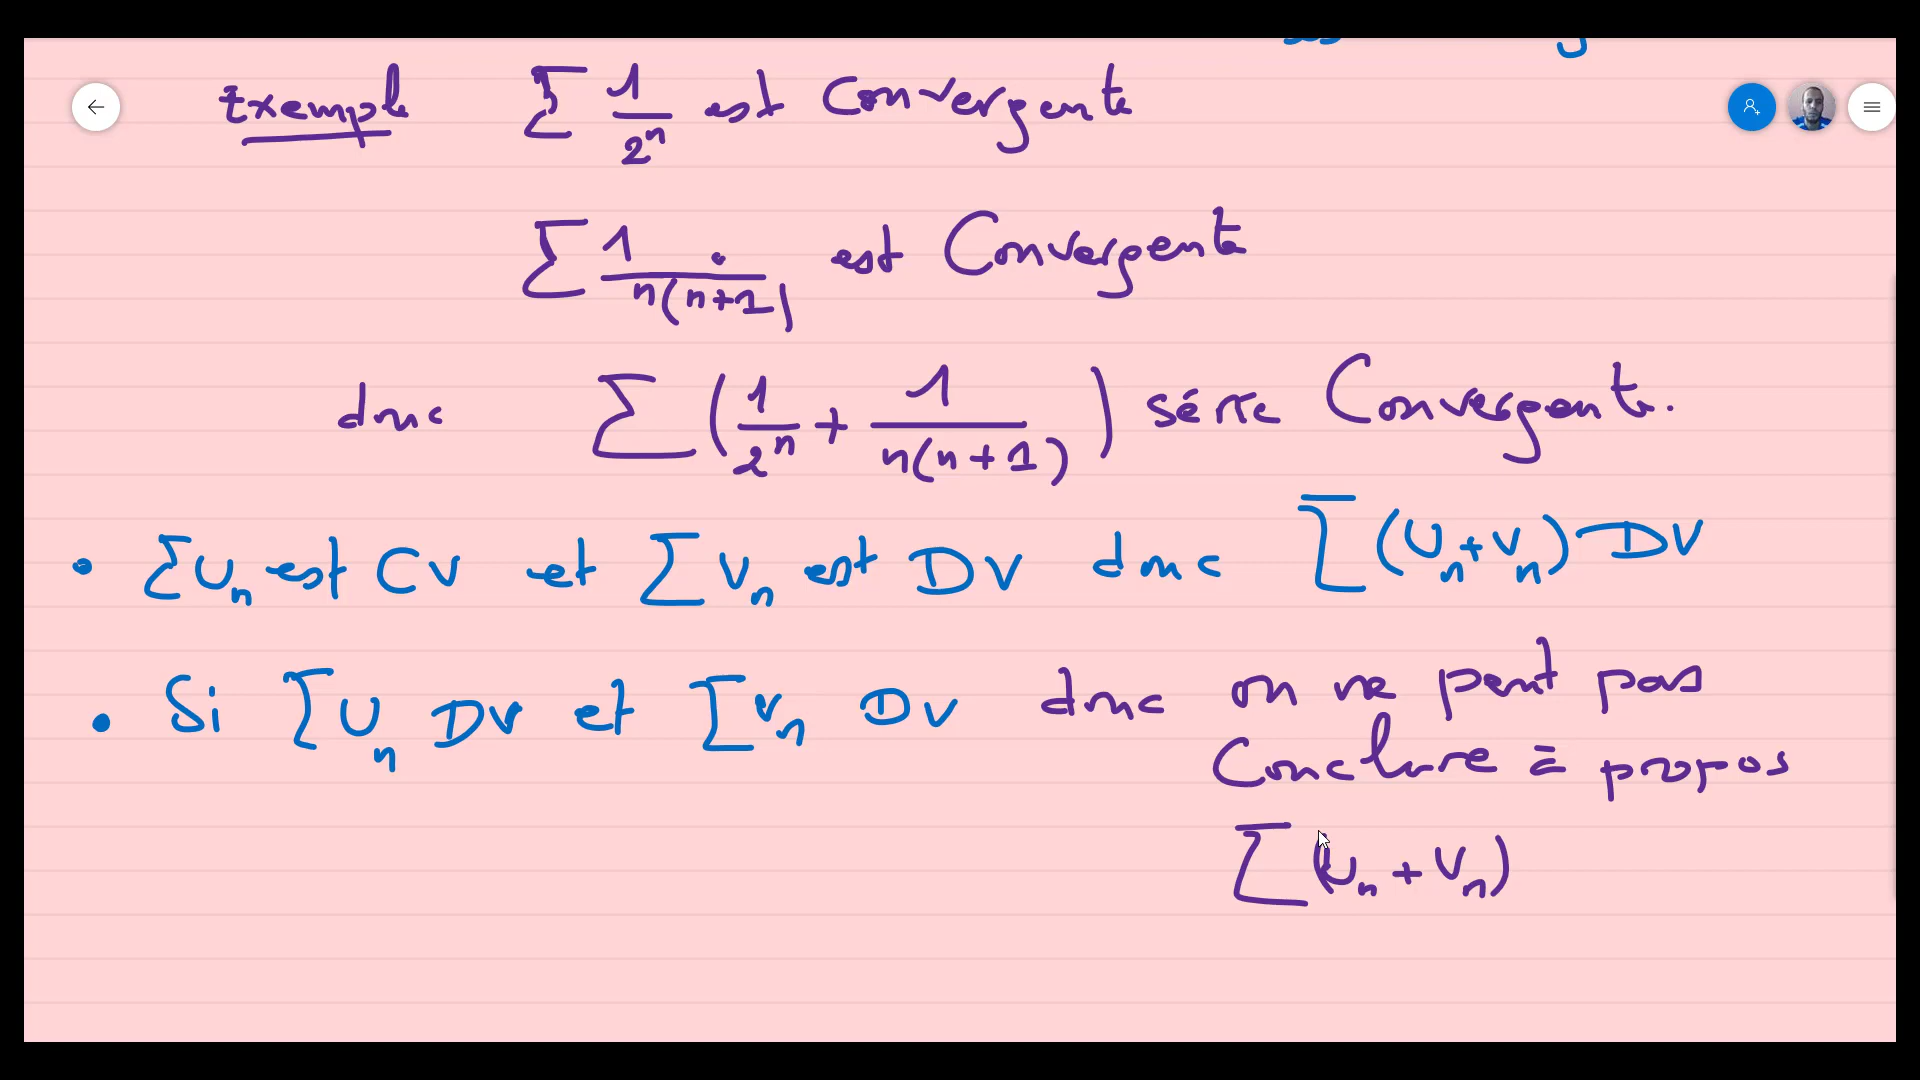 Exemple ∑ 1/2^n est Convergente
∑ 1/n(n+1) est Convergente
donc ∑ (1/2^n + 1/n(n+1)) série Convergente.
• ∑Un est CV et ∑Vn est DV donc ∑(Un+Vn) DV
• Si ∑Un DV et ∑Vn DV donc on ne peut pas
Conclure à propos
∑(Un + Vn)